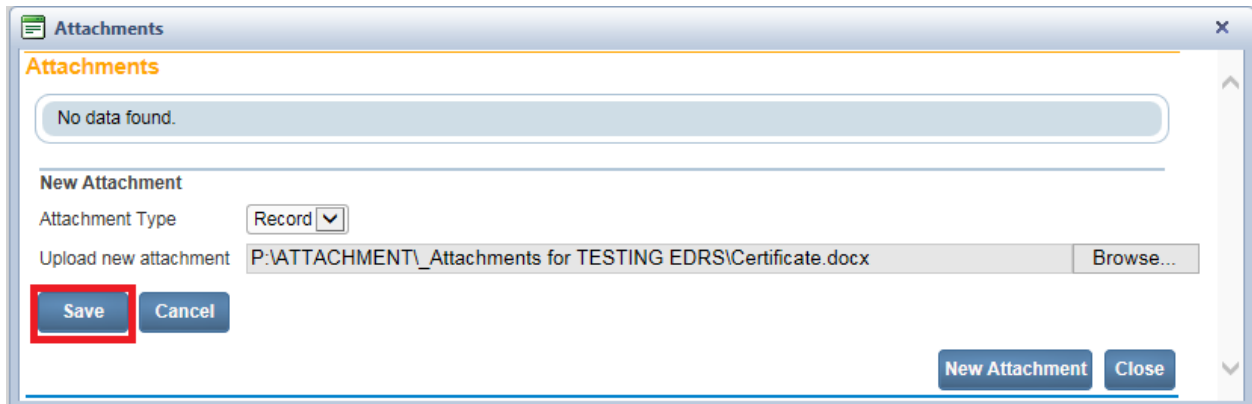 Attachments
Attachments
No data found.
New Attachment
Attachment Type Record
Upload new attachment P:\ATTACHMENT\_Attachments for TESTING EDRS\Certificate.docx Browse...
Save Cancel
New Attachment Close